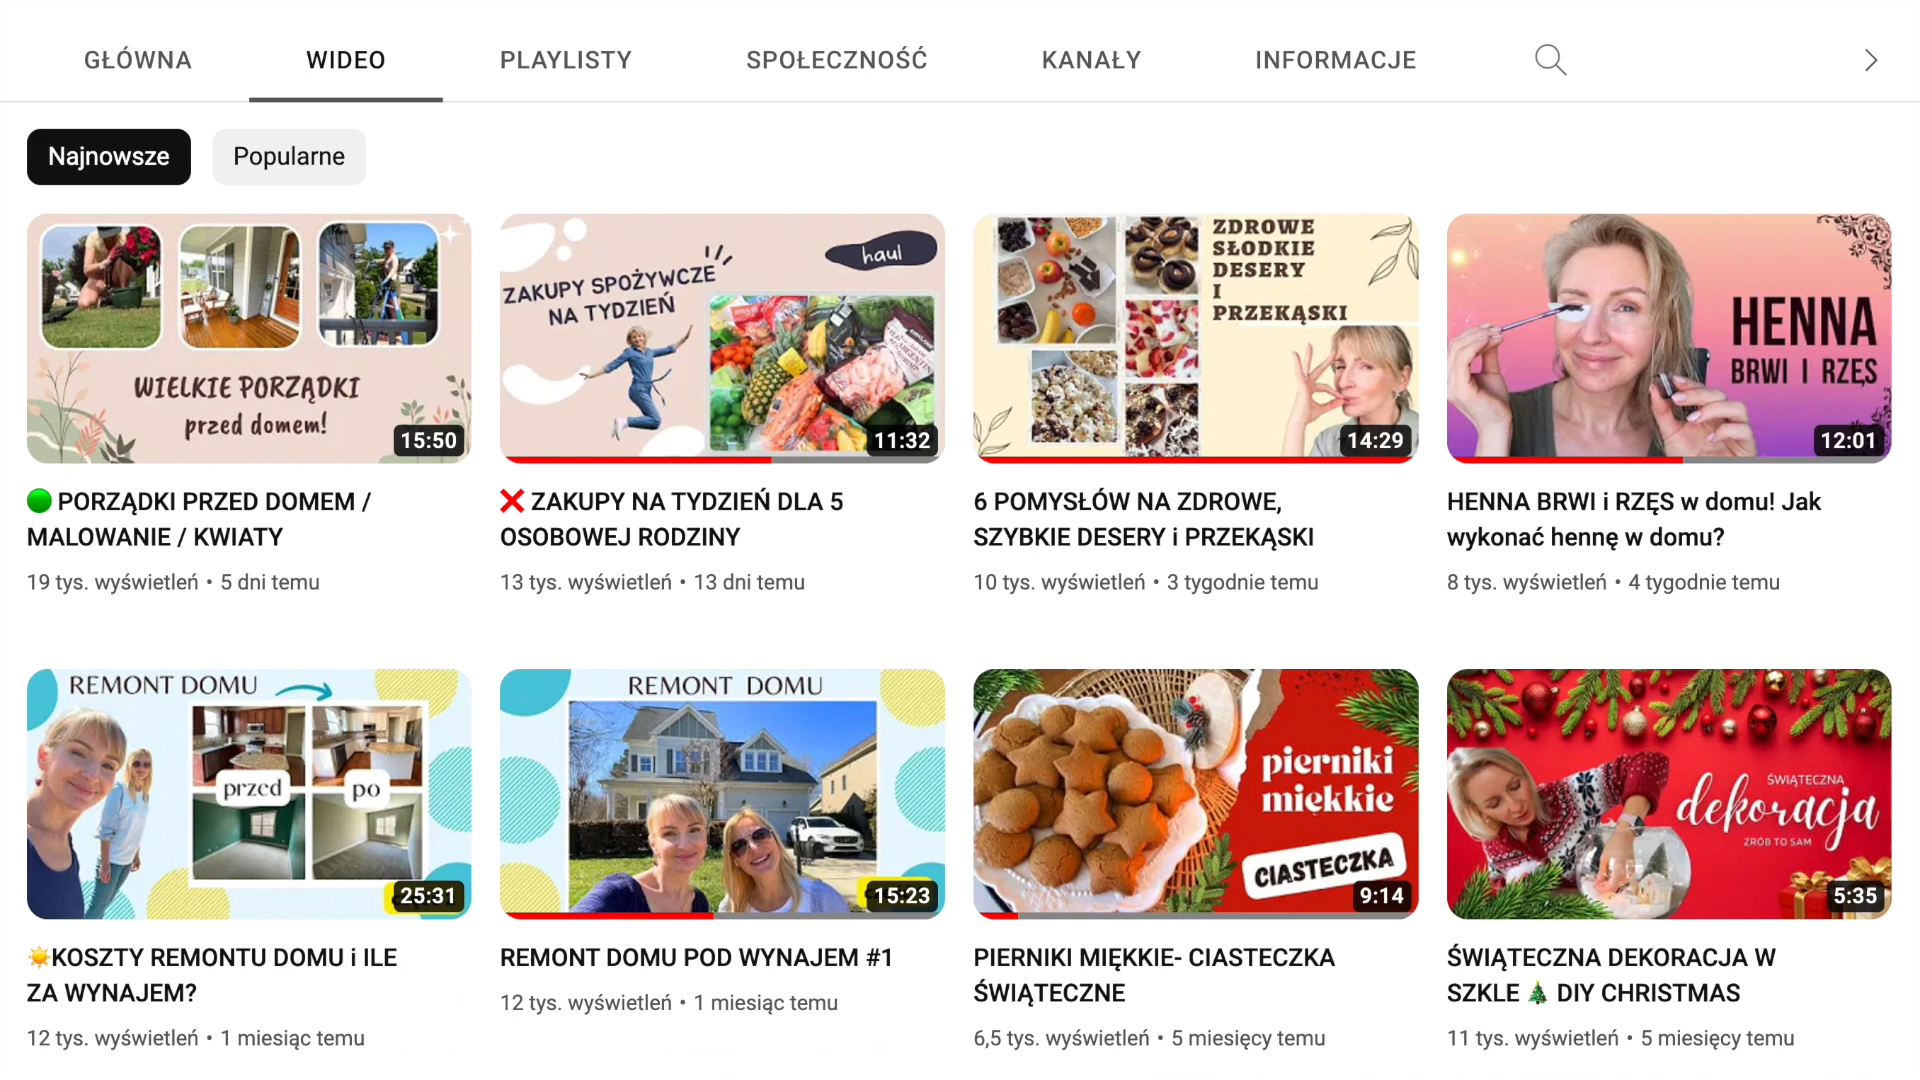 GŁÓWNA WIDEO PLAYLISTY SPOŁECZNOŚĆ KANAŁY INFORMACJE
Najnowsze Popularne
WIELKIE PORZĄDKI
przed domem!
15:50
PORZĄDKI PRZED DOMEM /
MALOWANIE / KWIATY
19 tys. wyświetleń • 5 dni temu
haul
ZAKUPY SPOŻYWCZE
NA TYDZIEŃ
11:32
ZAKUPY NA TYDZIEŃ DLA 5
OSOBOWEJ RODZINY
13 tys. wyświetleń • 13 dni temu
ZDROWE
SŁODKIE
DESERY
I
PRZEKĄSKI
14:29
6 POMYSŁÓW NA ZDROWE,
SZYBKIE DESERY i PRZEKĄSKI
10 tys. wyświetleń • 3 tygodnie temu
HENNA
BRWI I RZĘS
12:01
HENNA BRWI i RZĘS w domu! Jak
wykonać hennę w domu?
8 tys. wyświetleń • 4 tygodnie temu
REMONT DOMU
przed po
25:31
KOSZTY REMONTU DOMU i ILE
ZA WYNAJEM?
12 tys. wyświetleń • 1 miesiąc temu
REMONT DOMU
15:23
REMONT DOMU POD WYNAJEM #1
12 tys. wyświetleń • 1 miesiąc temu
pierniki
miękkie
CIASTECZKA
9:14
PIERNIKI MIĘKKIE- CIASTECZKA
ŚWIĄTECZNE
6,5 tys. wyświetleń • 5 miesięcy temu
ŚWIĄTECZNA
dekoracja
ZRÓB TO SAM
5:35
ŚWIĄTECZNA DEKORACJA W
SZKLE 🎄 DIY CHRISTMAS
11 tys. wyświetleń • 5 miesięcy temu